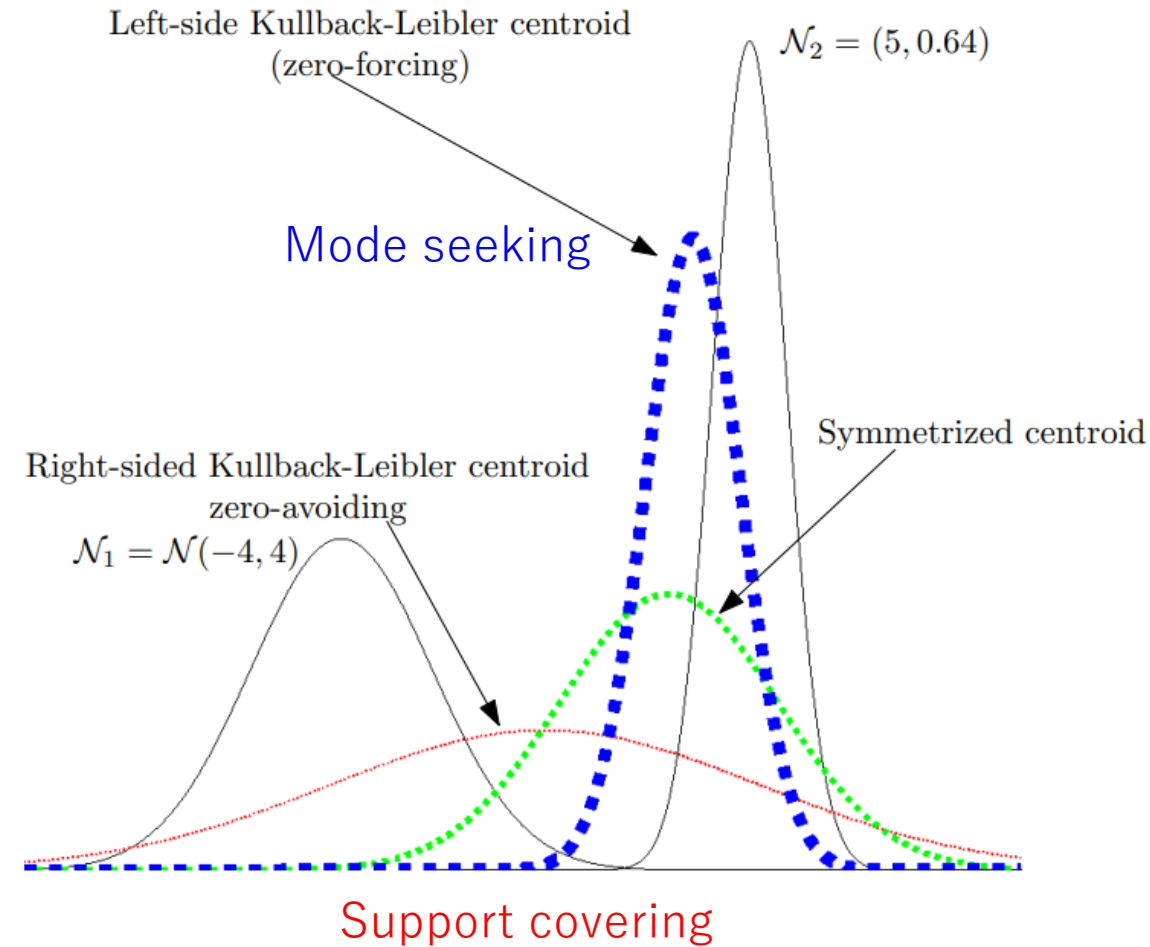 Left-side Kullback-Leibler centroid
(zero-forcing)
𝒩₂ = (5, 0.64)
Mode seeking
Symmetrized centroid
Right-sided Kullback-Leibler centroid
zero-avoiding
𝒩₁ = 𝒩(−4, 4)
Support covering